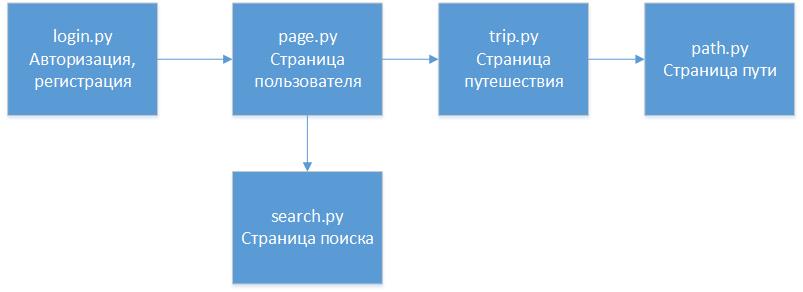 login.py
Авторизация,
регистрация
page.py
Страница
пользователя
trip.py
Страница
путешествия
path.py
Страница пути
search.py
Страница поиска